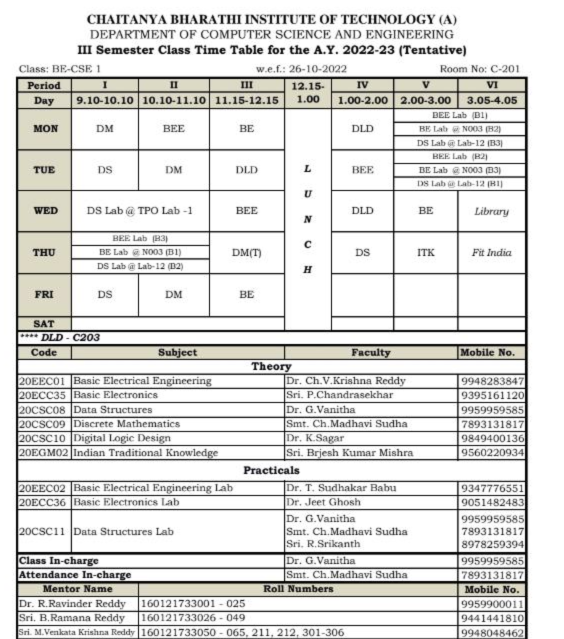 CHAITANYA BHARATHI INSTITUTE OF TECHNOLOGY (A)
DEPARTMENT OF COMPUTER SCIENCE AND ENGINEERING
III Semester Class Time Table for the A.Y. 2022-23 (Tentative)
Class: BE-CSE 1 w.e.f.: 26-10-2022 Room No: C-201
Period I II III 12.15-1.00 IV V VI
Day 9.10-10.10 10.10-11.10 11.15-12.15 1.00-2.00 2.00-3.00 3.05-4.05
LUNCH
MON DM BEE BE DLD
BEE Lab (B1)
BE Lab @ N003 (B2)
DS Lab @ Lab-12 (B3)
TUE DS DM DLD BEE
BEE Lab (B2)
BE Lab @ N003 (B3)
DS Lab @ Lab-12 (B1)
WED DS Lab @ TPO Lab -1 BEE DLD BE Library
THU
BEE Lab (B3)
BE Lab @ N003 (B1)
DS Lab @ Lab-12 (B2)
DM(T) DS ITK Fit India
FRI DS DM BE
SAT
**** DLD - C203
Code Subject Faculty Mobile No.
Theory
20EEC01 Basic Electrical Engineering Dr. Ch.V.Krishna Reddy 9948283847
20ECC35 Basic Electronics Sri. P.Chandrasekhar 9395161120
20CSC08 Data Structures Dr. G.Vanitha 9959959585
20CSC09 Discrete Mathematics Smt. Ch.Madhavi Sudha 7893131817
20CSC10 Digital Logic Design Dr. K.Sagar 9849400136
20EGM02 Indian Traditional Knowledge Sri. Brjesh Kumar Mishra 9560220934
Practicals
20EEC02 Basic Electrical Engineering Lab Dr. T. Sudhakar Babu 9347776551
20ECC36 Basic Electronics Lab Dr. Jeet Ghosh 9051482483
20CSC11 Data Structures Lab
Dr. G.Vanitha 9959959585
Smt. Ch.Madhavi Sudha 7893131817
Sri. R.Srikanth 8978259394
Class In-charge Dr. G.Vanitha 9959959585
Attendance In-charge Smt. Ch.Madhavi Sudha 7893131817
Mentor Name Roll Numbers Mobile No.
Dr. R.Ravinder Reddy 160121733001 - 025 9959900011
Sri. B.Ramana Reddy 160121733026 - 049 9441441810
Sri. M.Venkata Krishna Reddy 160121733050 - 065, 211, 212, 301-306 9948048462